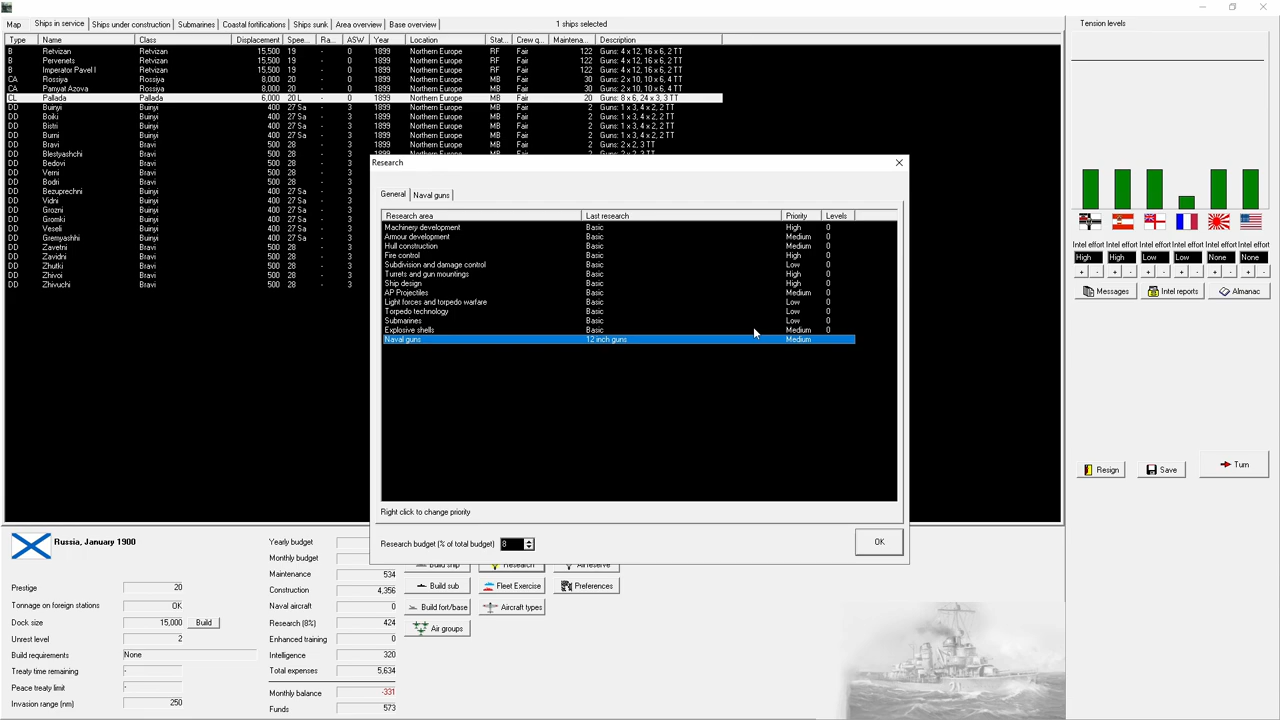 Map Ships in service Ships under construction Submarines Coastal fortifications Ships sunk Area overview Base overview 1 ships selected
Type Name Class Displacement Spee... Ra... ASW Year Location Stat... Crew q... Maintena... Description
B Retvizan Retvizan 15,500 19 - 0 1899 Northern Europe RF Fair 122 Guns: 4 x 12, 16 x 6, 2 TT
B Pervenets Retvizan 15,500 19 - 0 1899 Northern Europe RF Fair 122 Guns: 4 x 12, 16 x 6, 2 TT
B Imperator Pavel I Retvizan 15,500 19 - 0 1899 Northern Europe RF Fair 122 Guns: 4 x 12, 16 x 6, 2 TT
CA Rossiya Rossiya 8,000 20 - 0 1899 Northern Europe MB Fair 30 Guns: 2 x 10, 10 x 6, 4 TT
CA Pamyat Azova Rossiya 8,000 20 - 0 1899 Northern Europe MB Fair 30 Guns: 2 x 10, 10 x 6, 4 TT
CL Pallada Pallada 6,000 20 L - 0 1899 Northern Europe MB Fair 20 Guns: 8 x 6, 24 x 3, 3 TT
DD Buinyi Buinyi 400 27 Sa - 3 1899 Northern Europe MB Fair 2 Guns: 1 x 3, 4 x 2, 2 TT
DD Boiki Buinyi 400 27 Sa - 3 1899 Northern Europe MB Fair 2 Guns: 1 x 3, 4 x 2, 2 TT
DD Bistri Buinyi 400 27 Sa - 3 1899 Northern Europe MB Fair 2 Guns: 1 x 3, 4 x 2, 2 TT
DD Burni Buinyi 400 27 Sa - 3 1899 Northern Europe MB Fair 2 Guns: 1 x 3, 4 x 2, 2 TT
DD Bravi Bravi 500 28 - 3 1899 Northern Europe MB Fair 2 Guns: 2 x 2, 3 TT
DD Blestyashchi Bravi 500 28 - 3 1899 Northern Europe MB Fair 2 Guns: 2 x 2, 3 TT
DD Bedovi Bravi 500 28 - 3
DD Verni Bravi 500 28 - 3
DD Bodri Bravi 500 28 - 3
DD Bezuprechni Buinyi 400 27 Sa - 3
DD Vidni Buinyi 400 27 Sa - 3
DD Grozni Buinyi 400 27 Sa - 3
DD Gromki Buinyi 400 27 Sa - 3
DD Veseli Buinyi 400 27 Sa - 3
DD Gremyashhi Buinyi 400 27 Sa - 3
DD Zavetni Bravi 500 28 - 3
DD Zavidni Bravi 500 28 - 3
DD Zhutki Bravi 500 28 - 3
DD Zhivoi Bravi 500 28 - 3
DD Zhivuchi Bravi 500 28 - 3
Research
General Naval guns
Research area Last research Priority Levels
Machinery development Basic High 0
Armour development Basic Medium 0
Hull construction Basic Medium 0
Fire control Basic High 0
Subdivision and damage control Basic Low 0
Turrets and gun mountings Basic High 0
Ship design Basic High 0
AP Projectiles Basic Medium 0
Light forces and torpedo warfare Basic Low 0
Torpedo technology Basic Low 0
Submarines Basic Low 0
Explosive shells Basic Medium 0
Naval guns 12 inch guns Medium
Right click to change priority
Research budget (% of total budget) 8
OK
Tension levels
Intel effort Intel effort Intel effort Intel effort Intel effort Intel effort
High High Low Low None None
+ - + - + - + - + - + -
Messages Intel reports Almanac
Resign Save Turn
Russia, January 1900
Prestige 20
Tonnage on foreign stations OK
Dock size 15,000 Build
Unrest level 2
Build requirements None
Treaty time remaining -
Peace treaty limit -
Invasion range (nm) 250
Yearly budget
Monthly budget
Maintenance 534
Construction 4,356
Naval aircraft 0
Research (8%) 424
Enhanced training 0
Intelligence 320
Total expenses 5,634
Monthly balance -331
Funds 573
Build ship Research Air reserve
Build sub Fleet Exercise Preferences
Build fort/base Aircraft types
Air groups